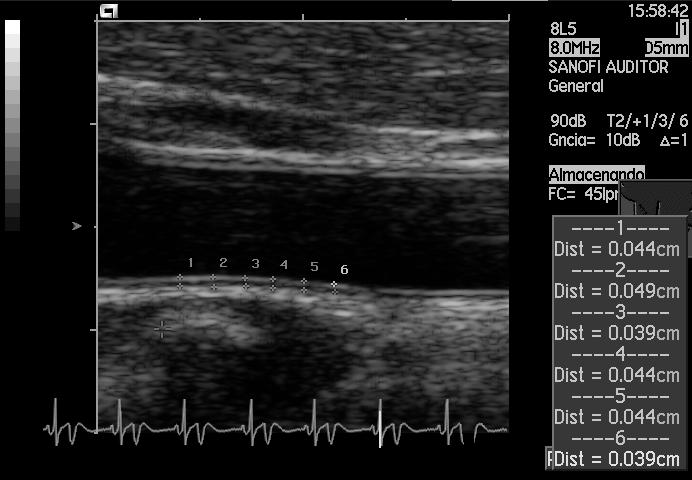 15:58:42
8L5
8.0MHz D5mm
SANOFI AUDITOR
General
90dB T2/+1/3/ 6
Gncia= 10dB Δ=1
Almacenando
FC= 45lpm
1 2 3 4 5 6
----1----
Dist = 0.044cm
----2----
Dist = 0.049cm
----3----
Dist = 0.039cm
----4----
Dist = 0.044cm
----5----
Dist = 0.044cm
----6----
Dist = 0.039cm